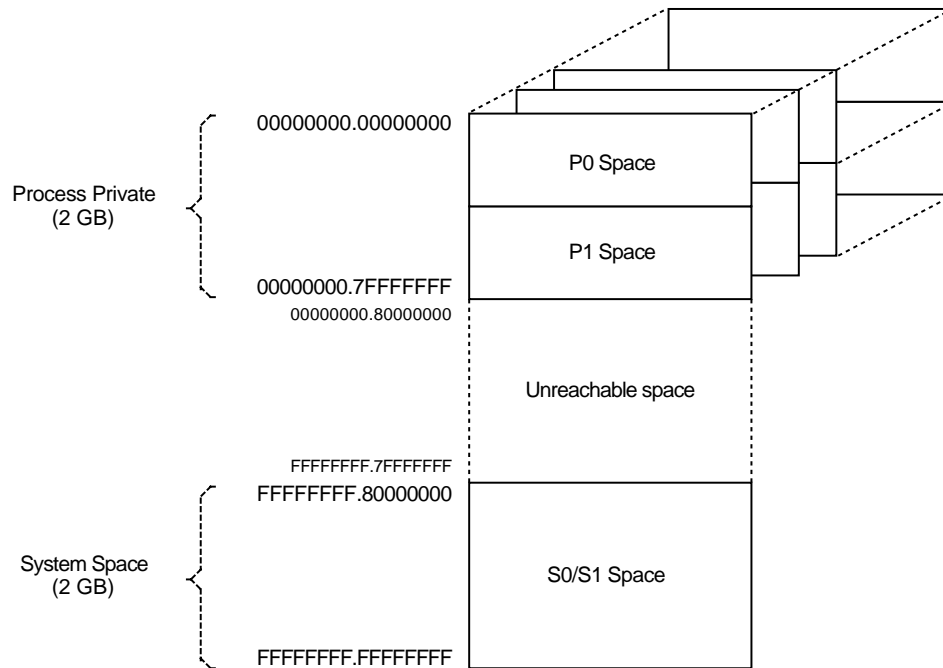 00000000.00000000
P0 Space
Process Private
(2 GB)
P1 Space
00000000.7FFFFFFF
00000000.80000000
Unreachable space
FFFFFFFF.7FFFFFFF
FFFFFFFF.80000000
System Space
(2 GB)
S0/S1 Space
FFFFFFFF.FFFFFFFF